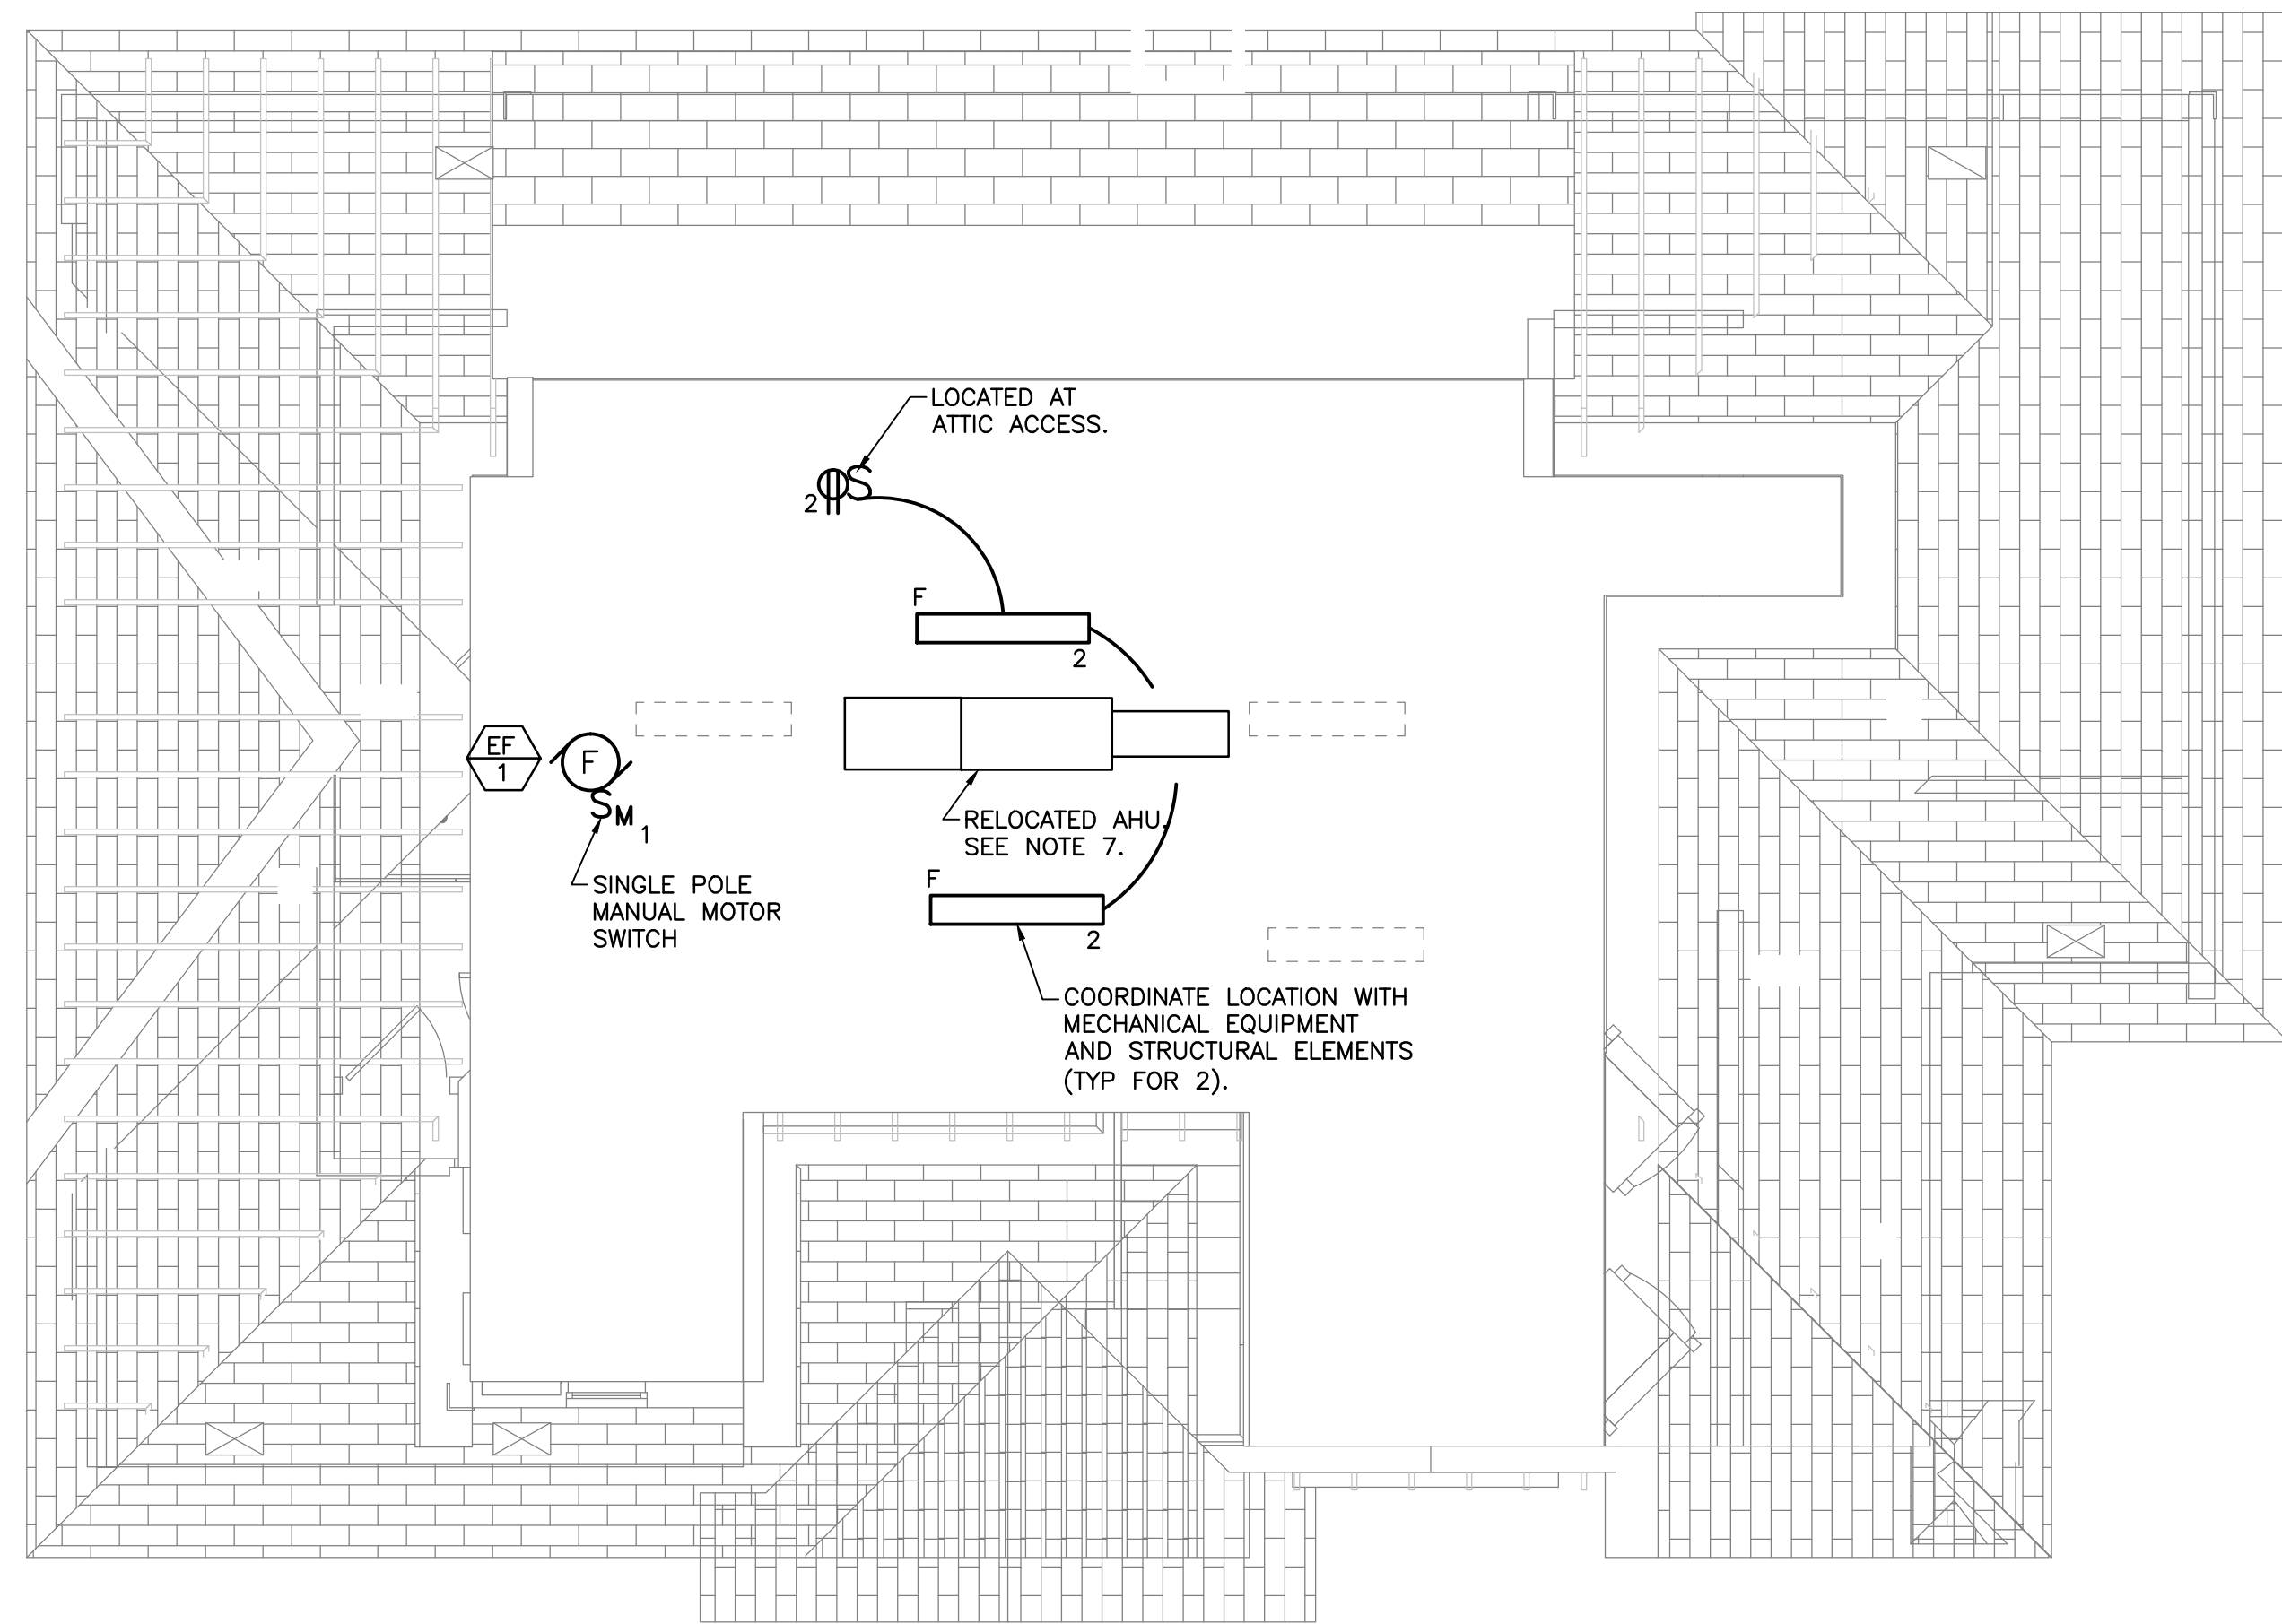 LOCATED AT
ATTIC ACCESS.
S
2
F
2
EF
1
F
S M 1
RELOCATED AHU.
SEE NOTE 7.
SINGLE POLE
MANUAL MOTOR
SWITCH
F
2
COORDINATE LOCATION WITH
MECHANICAL EQUIPMENT
AND STRUCTURAL ELEMENTS
(TYP FOR 2).